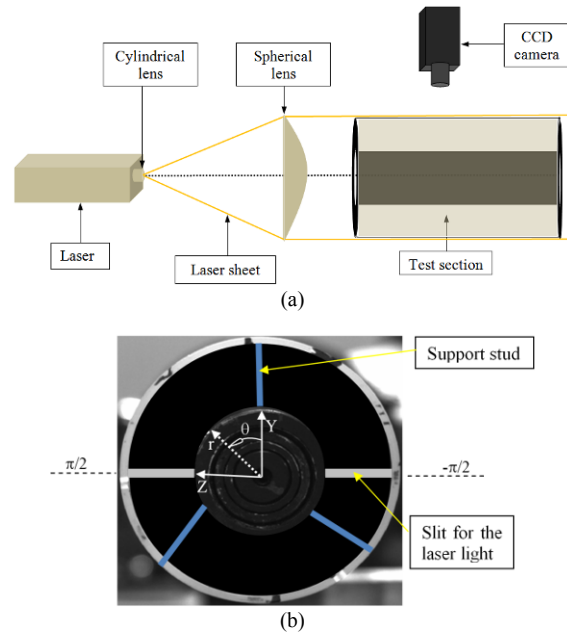 Cylindrical
lens
Spherical
lens
CCD
camera
Laser
Laser sheet
Test section
(a)
Support stud
Y
θ
r
Z
π/2
-π/2
Slit for the
laser light
(b)